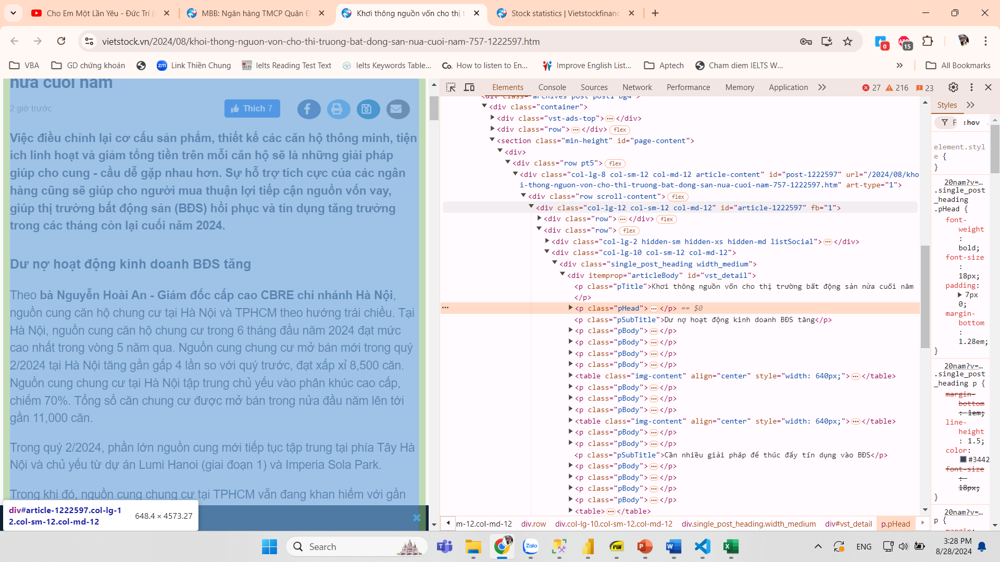 Cho Em Một Lần Yêu - Đức Trí (
MBB: Ngân hàng TMCP Quân Đ
Khơi thông nguồn vốn cho thị t
Stock statistics | Vietstockfinanc
vietstock.vn/2024/08/khoi-thong-nguon-von-cho-thi-truong-bat-dong-san-nua-cuoi-nam-757-1222597.htm
0
15
VBA
GD chứng khoán
Link Thiền Chung
Ielts Reading Test Text
Ielts Keywords Table...
How to listen to En...
Improve English List...
Aptech
Cham diem IELTS W...
All Bookmarks
nửa cuối năm
2 giờ trước
Thích 7
Việc điều chỉnh lại cơ cấu sản phẩm, thiết kế các căn hộ thông minh, tiện
ích linh hoạt và giảm tổng tiền trên mỗi căn hộ sẽ là những giải pháp
giúp cho cung - cầu dễ gặp nhau hơn. Sự hỗ trợ tích cực của các ngân
hàng cũng sẽ giúp cho người mua thuận lợi tiếp cận nguồn vốn vay,
giúp thị trường bất động sản (BĐS) hồi phục và tín dụng tăng trưởng
trong các tháng còn lại cuối năm 2024.
Dư nợ hoạt động kinh doanh BĐS tăng
Theo bà Nguyễn Hoài An - Giám đốc cấp cao CBRE chi nhánh Hà Nội,
nguồn cung căn hộ chung cư tại Hà Nội và TPHCM theo hướng trái chiều. Tại
Hà Nội, nguồn cung căn hộ chung cư trong 6 tháng đầu năm 2024 đạt mức
cao nhất trong vòng 5 năm qua. Nguồn cung chung cư mở bán mới trong quý
2/2024 tại Hà Nội tăng gần gấp 4 lần so với quý trước, đạt xấp xỉ 8,500 căn.
Nguồn cung chung cư tại Hà Nội tập trung chủ yếu vào phân khúc cao cấp,
chiếm 70%. Tổng số căn chung cư được mở bán trong nửa đầu năm lên tới
gần 11,000 căn.
Trong quý 2/2024, phần lớn nguồn cung mới tiếp tục tập trung tại phía Tây Hà
Nội và chủ yếu từ dự án Lumi Hanoi (giai đoạn 1) và Imperia Sola Park.
Trong khi đó, nguồn cung chung cư tại TPHCM vẫn đang khan hiếm với gần
div#article-1222597.col-lg-1
2.col-sm-12.col-md-12
648.4 × 4573.27
Elements
Console
Sources
Network
Performance
Memory
Application
27
216
23
<div class="archives post post1 bg4">
<div class="container">
<div class="vst-ads-top">…</div>
<div class="row">…</div> flex
<section class="min-height" id="page-content">
<div>
<div class="row pt5"> flex
<div class="col-lg-8 col-sm-12 col-md-12 article-content" id="post-1222597" url="/2024/08/kho
i-thong-nguon-von-cho-thi-truong-bat-dong-san-nua-cuoi-nam-757-1222597.htm" art-type="1">
<div class="row scroll-content"> flex
<div class="col-lg-12 col-sm-12 col-md-12" id="article-1222597" fb="1">
<div class="row">…</div> flex
<div class="row"> flex
<div class="col-lg-2 hidden-sm hidden-xs hidden-md listSocial">…</div>
<div class="col-lg-10 col-sm-12 col-md-12">
<div class="single_post_heading width_medium">
<div itemprop="articleBody" id="vst_detail">
<p class="pTitle">Khơi thông nguồn vốn cho thị trường bất động sản nửa cuối năm
</p>
<p class="pHead">…</p> == $0
<p class="pSubTitle">Dư nợ hoạt động kinh doanh BĐS tăng</p>
<p class="pBody">…</p>
<p class="pBody">…</p>
<p class="pBody">…</p>
<p class="pBody">…</p>
<table class="img-content" align="center" style="width: 640px;">…</table>
<p class="pBody">…</p>
<p class="pBody">…</p>
<p class="pBody">…</p>
<table class="img-content" align="center" style="width: 640px;">…</table>
<p class="pBody">…</p>
<p class="pBody">…</p>
<p class="pSubTitle">Cần nhiều giải pháp để thúc đẩy tín dụng vào BĐS</p>
<p class="pBody">…</p>
<p class="pBody">…</p>
<p class="pBody">…</p>
<p class="pBody">…</p>
<table>…</table>
m-12.col-md-12
div.row
div.col-lg-10.col-sm-12.col-md-12
div.single_post_heading.width_medium
div#vst_detail
p.pHead
Styles
F
:hov
element.styl
e {
}
20nam?v=…
.single_post
_heading
.pHead {
font-
weight
:
bold;
font-size
:
18px;
padding:
7px
0;
margin-
bottom
:
1.28em;
}
20nam?v=…
.single_post
_heading p {
margin-
bottom
: 1em;
line-
height
: 1.5;
color:
#3442
font-size
:
18px;
}
20nam?v=…
p {
Search
ENG
3:28 PM
8/28/2024